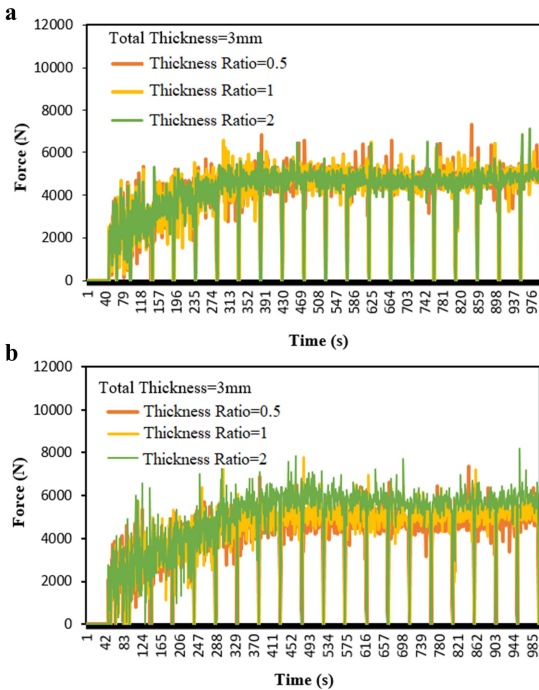 a
12000
Total Thickness=3mm
Thickness Ratio=0.5
10000
Thickness Ratio=1
8000
Thickness Ratio=2
6000
4000
2000
0
Force (N)
1 40 79 118 157 196 235 274 313 352 391 430 469 508 547 586 625 664 703 742 781 820 859 898 937 976
Time (s)
b
12000
Total Thickness=3mm
Thickness Ratio=0.5
10000
Thickness Ratio=1
8000
Thickness Ratio=2
6000
4000
2000
0
Force (N)
1 42 83 124 165 206 247 288 329 370 411 452 493 534 575 616 657 698 739 780 821 862 903 944 985
Time (s)